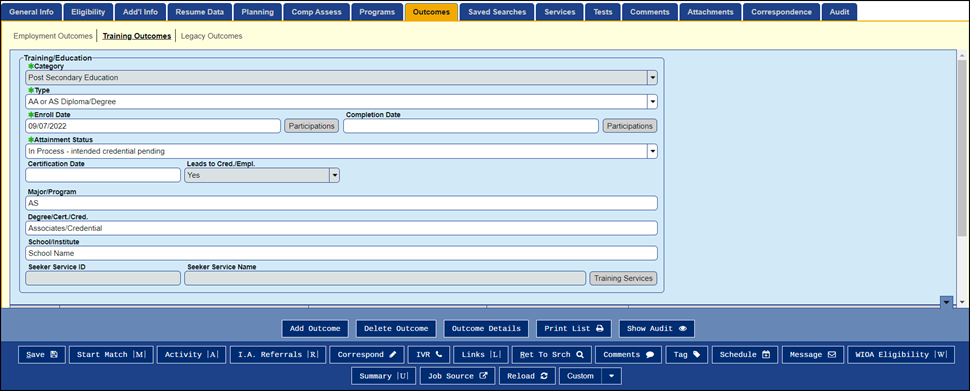 General Info Eligibility Add'l Info Resume Data Planning Comp Assess Programs Outcomes Saved Searches Services Tests Comments Attachments Correspondence Audit
Employment Outcomes Training Outcomes Legacy Outcomes
Training/Education
*Category
Post Secondary Education
*Type
AA or AS Diploma/Degree
*Enroll Date Completion Date
09/07/2022 Participations Participations
*Attainment Status
In Process - intended credential pending
Certification Date Leads to Cred./Empl.
Yes
Major/Program
AS
Degree/Cert./Cred.
Associates/Credential
School/Institute
School Name
Seeker Service ID Seeker Service Name
Training Services
Add Outcome Delete Outcome Outcome Details Print List Show Audit
Save Start Match |M| Activity |A| I.A. Referrals |R| Correspond IVR Links |L| Ret To Srch Comments Tag Schedule Message WIOA Eligibility |W|
Summary |U| Job Source Reload Custom